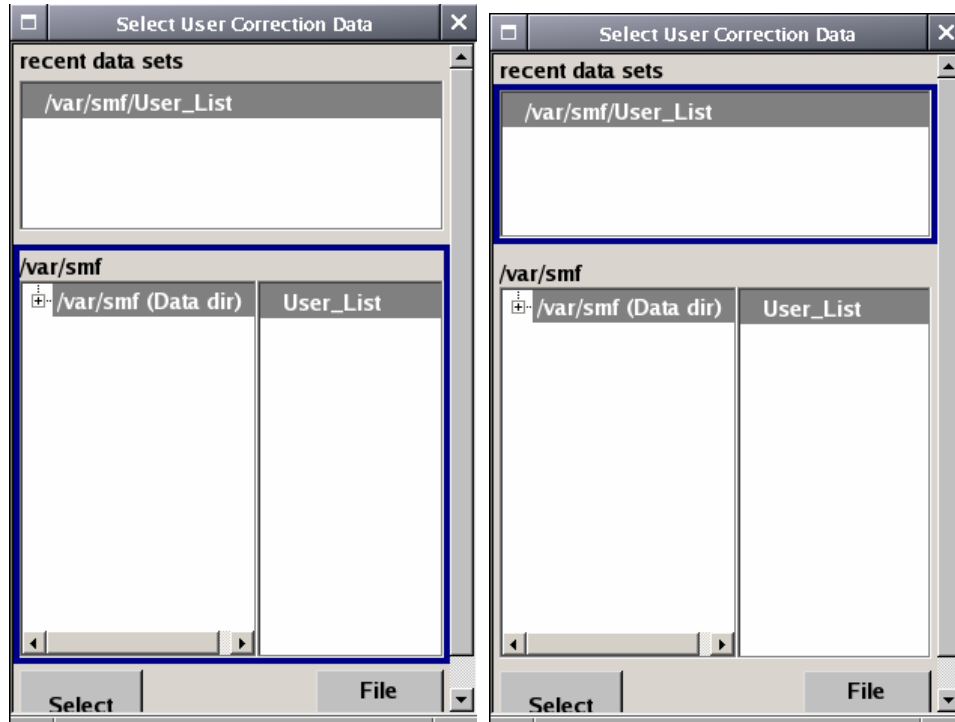 Select User Correction Data
recent data sets
/var/smf/User_List
/var/smf
/var/smf (Data dir)
User_List
Select
File
Select User Correction Data
recent data sets
/var/smf/User_List
/var/smf
/var/smf (Data dir)
User_List
Select
File